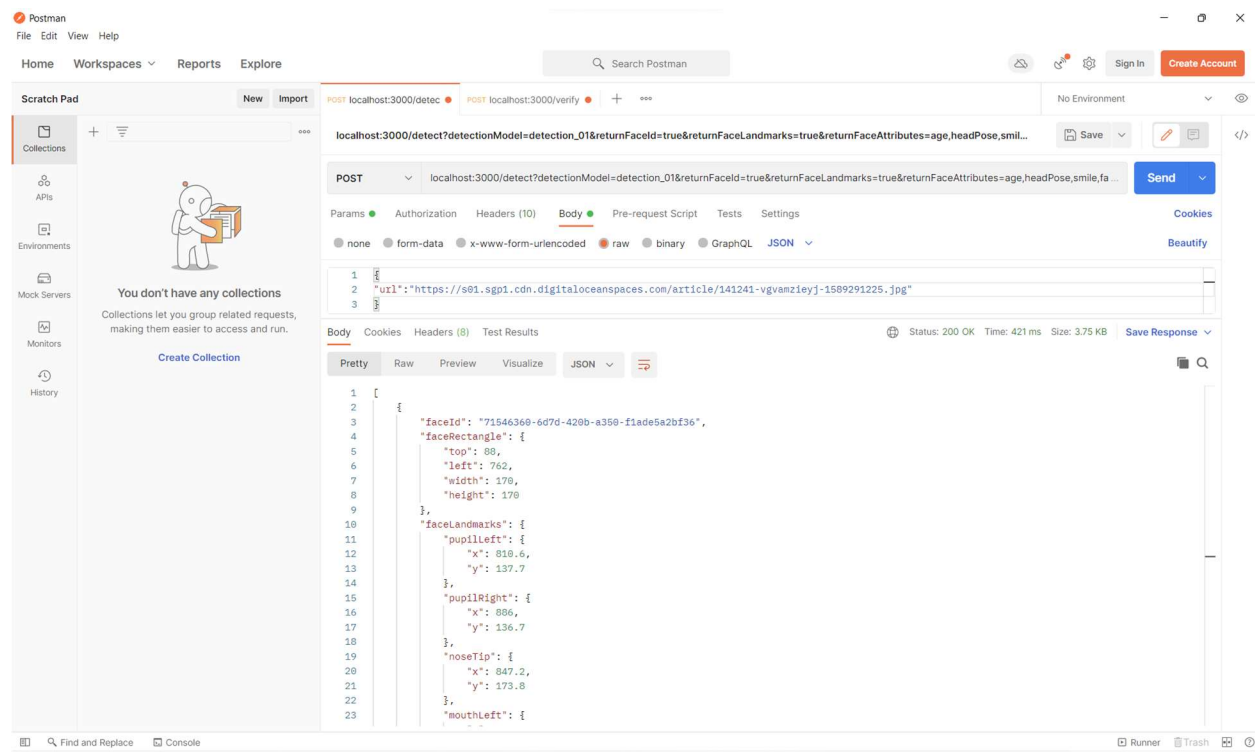 Postman
File Edit View Help
Home Workspaces Reports Explore
Search Postman
Sign In Create Account
Scratch Pad
New Import
POST localhost:3000/detec
POST localhost:3000/verify
No Environment
Collections
APIs
Environments
Mock Servers
Monitors
History
You don't have any collections
Collections let you group related requests,
making them easier to access and run.
Create Collection
localhost:3000/detect?detectionModel=detection_01&returnFaceId=true&returnFaceLandmarks=true&returnFaceAttributes=age,headPose,smil...
Save
POST localhost:3000/detect?detectionModel=detection_01&returnFaceId=true&returnFaceLandmarks=true&returnFaceAttributes=age,headPose,smile,fa ...
Send
Params Authorization Headers (10) Body Pre-request Script Tests Settings Cookies
none form-data x-www-form-urlencoded raw binary GraphQL JSON Beautify
1 {
2 "url":"https://s01.sgp1.cdn.digitaloceanspaces.com/article/141241-vgvamzieyj-1589291225.jpg"
3 }
Body Cookies Headers (8) Test Results Status: 200 OK Time: 421 ms Size: 3.75 KB Save Response
Pretty Raw Preview Visualize JSON
1 [
2 {
3 "faceId": "71546360-6d7d-420b-a350-f1ade5a2bf36",
4 "faceRectangle": {
5 "top": 88,
6 "left": 762,
7 "width": 170,
8 "height": 170
9 },
10 "faceLandmarks": {
11 "pupilLeft": {
12 "x": 810.6,
13 "y": 137.7
14 },
15 "pupilRight": {
16 "x": 886,
17 "y": 136.7
18 },
19 "noseTip": {
20 "x": 847.2,
21 "y": 173.8
22 },
23 "mouthLeft": {
Find and Replace Console Runner Trash